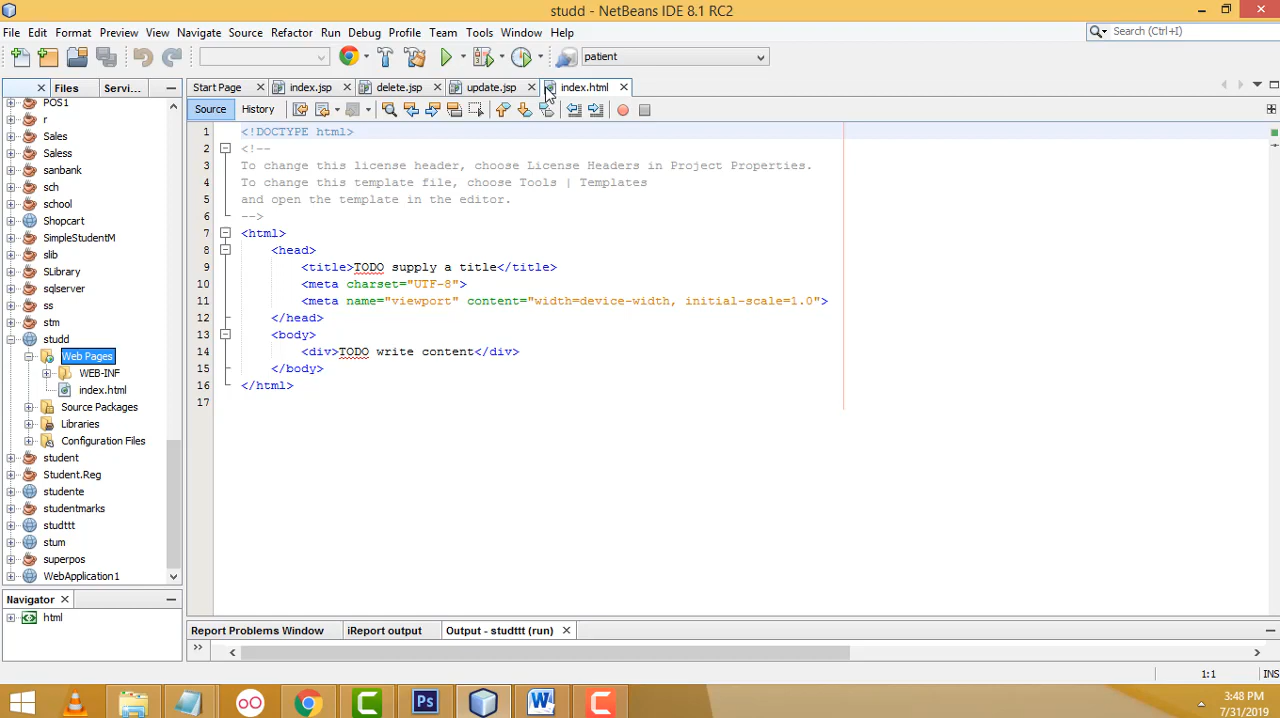 studd - NetBeans IDE 8.1 RC2
File Edit Format Preview View Navigate Source Refactor Run Debug Profile Team Tools Window Help
Search (Ctrl+I)
patient
Files Servi...
Start Page index.jsp delete.jsp update.jsp index.html
Source History
POS1
r
Sales
Saless
sanbank
sch
school
Shopcart
SimpleStudentM
slib
SLibrary
sqlserver
ss
stm
studd
Web Pages
WEB-INF
index.html
Source Packages
Libraries
Configuration Files
student
Student.Reg
studente
studentmarks
studttt
stum
superpos
WebApplication1
1 <!DOCTYPE html>
2 <!--
3 To change this license header, choose License Headers in Project Properties.
4 To change this template file, choose Tools | Templates
5 and open the template in the editor.
6 -->
7 <html>
8 <head>
9 <title>TODO supply a title</title>
10 <meta charset="UTF-8">
11 <meta name="viewport" content="width=device-width, initial-scale=1.0">
12 </head>
13 <body>
14 <div>TODO write content</div>
15 </body>
16 </html>
17
Navigator
html
Report Problems Window iReport output Output - studttt (run)
1:1 INS
3:48 PM
7/31/2019